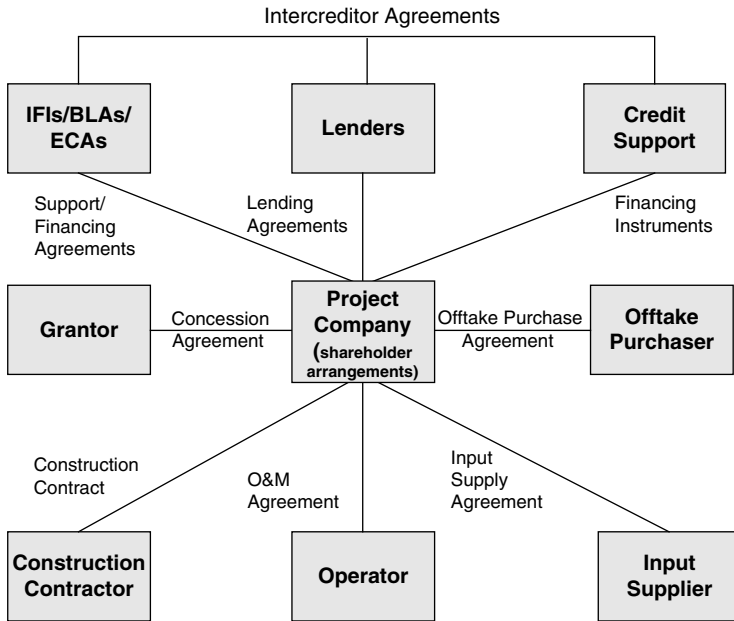 Intercreditor Agreements
IFIs/BLAs/
ECAs
Lenders
Credit
Support
Support/
Financing
Agreements
Lending
Agreements
Financing
Instruments
Grantor
Concession
Agreement
Project
Company
(shareholder
arrangements)
Offtake Purchase
Agreement
Offtake
Purchaser
Construction
Contract
O&M
Agreement
Input
Supply
Agreement
Construction
Contractor
Operator
Input
Supplier